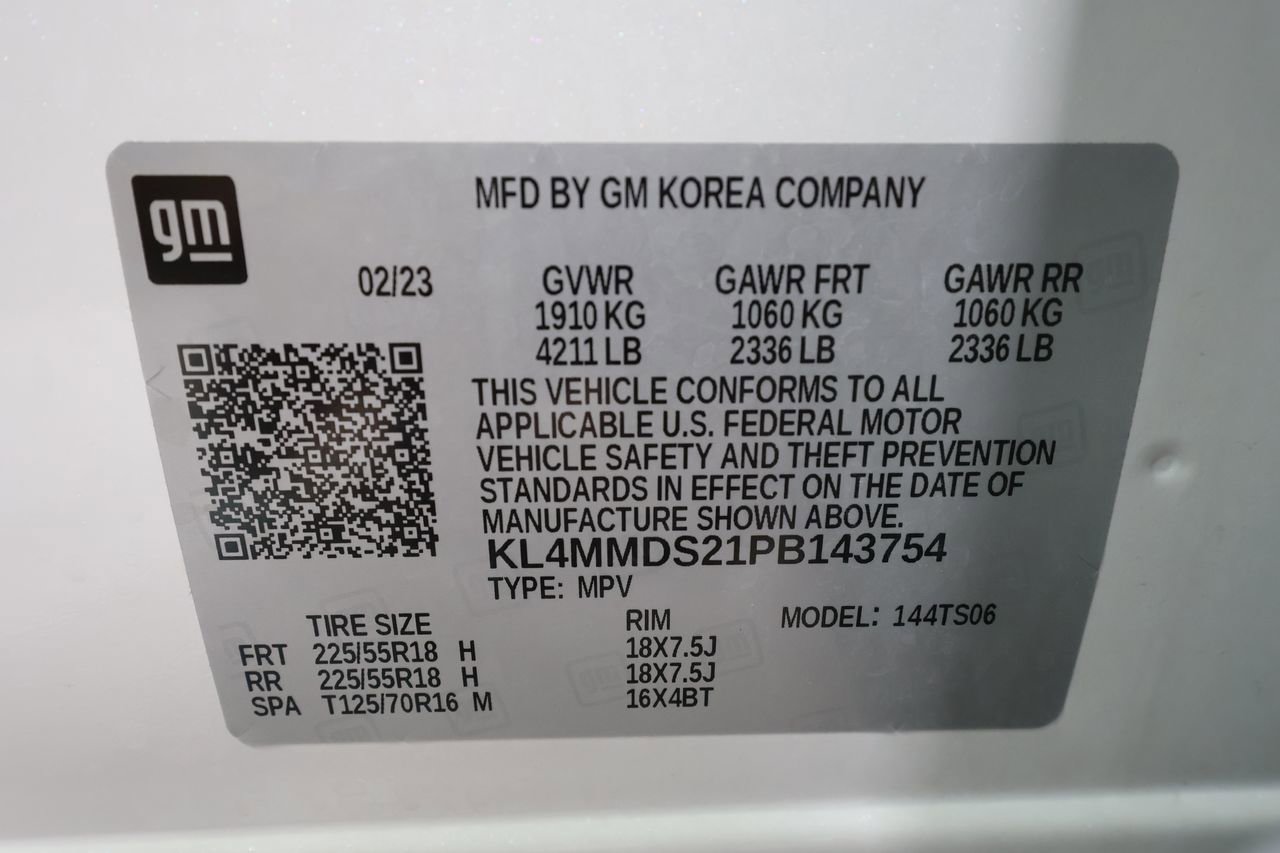 gm
MFD BY GM KOREA COMPANY
02/23 GVWR GAWR FRT GAWR RR
1910 KG 1060 KG 1060 KG
4211 LB 2336 LB 2336 LB
THIS VEHICLE CONFORMS TO ALL
APPLICABLE U.S. FEDERAL MOTOR
VEHICLE SAFETY AND THEFT PREVENTION
STANDARDS IN EFFECT ON THE DATE OF
MANUFACTURE SHOWN ABOVE.
KL4MMDS21PB143754
TYPE: MPV
TIRE SIZE RIM MODEL: 144TS06
FRT 225/55R18 H 18X7.5J
RR 225/55R18 H 18X7.5J
SPA T125/70R16 M 16X4BT